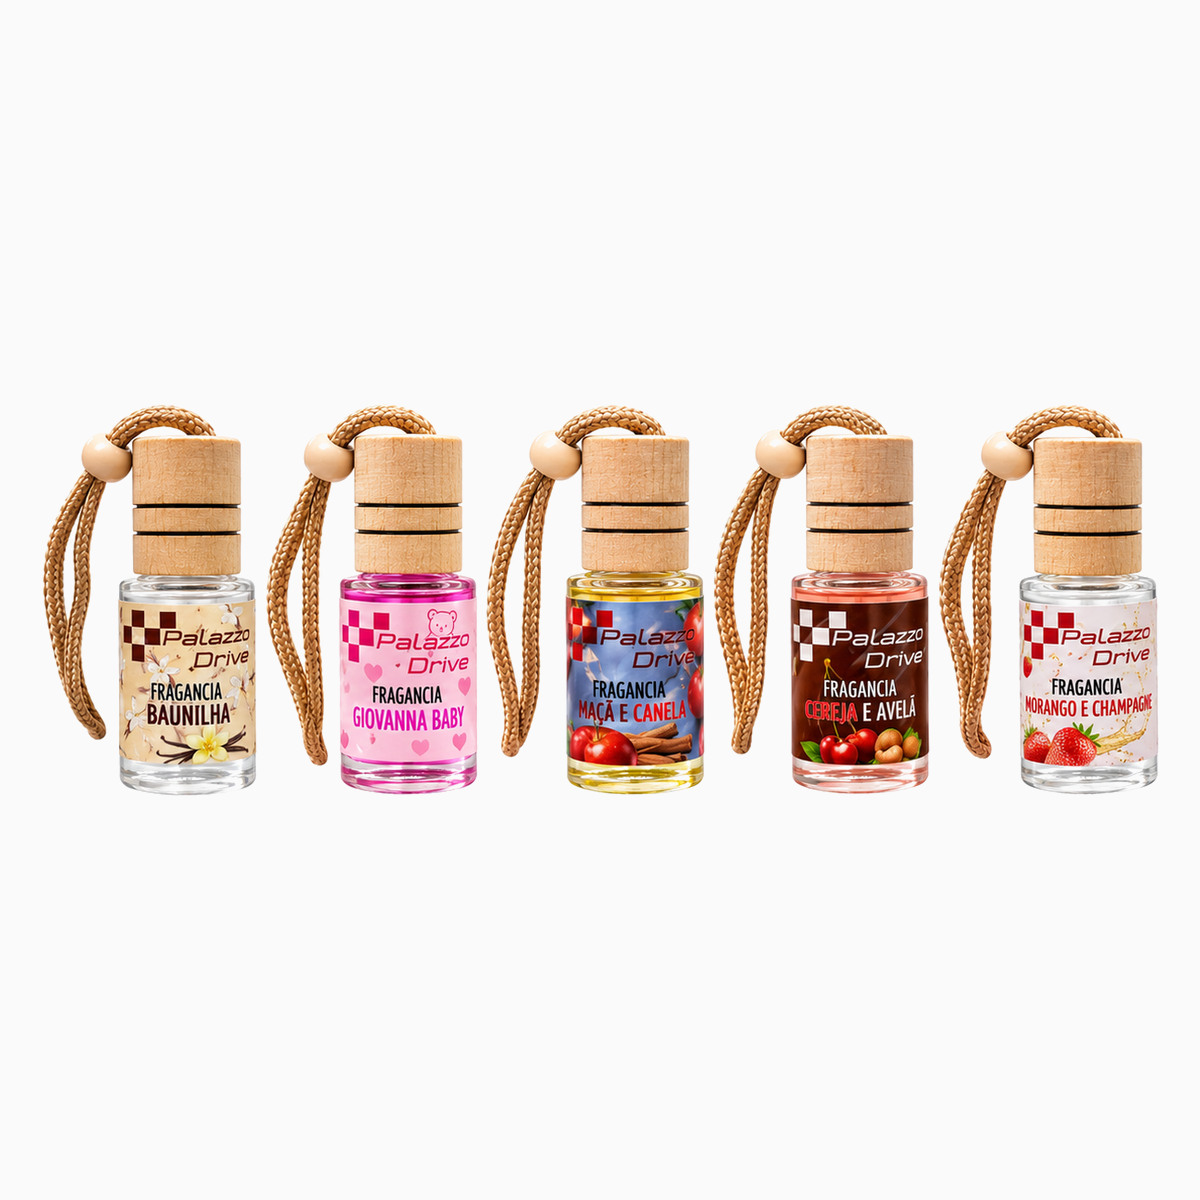 Palazzo
Drive
FRAGANCIA
BAUNILHA
Palazzo
Drive
FRAGANCIA
GIOVANNA BABY
Palazzo
Drive
FRAGANCIA
MAÇÃ E CANELA
Palazzo
Drive
FRAGANCIA
CEREJA E AVELÃ
Palazzo
Drive
FRAGANCIA
MORANGO E CHAMPAGNE